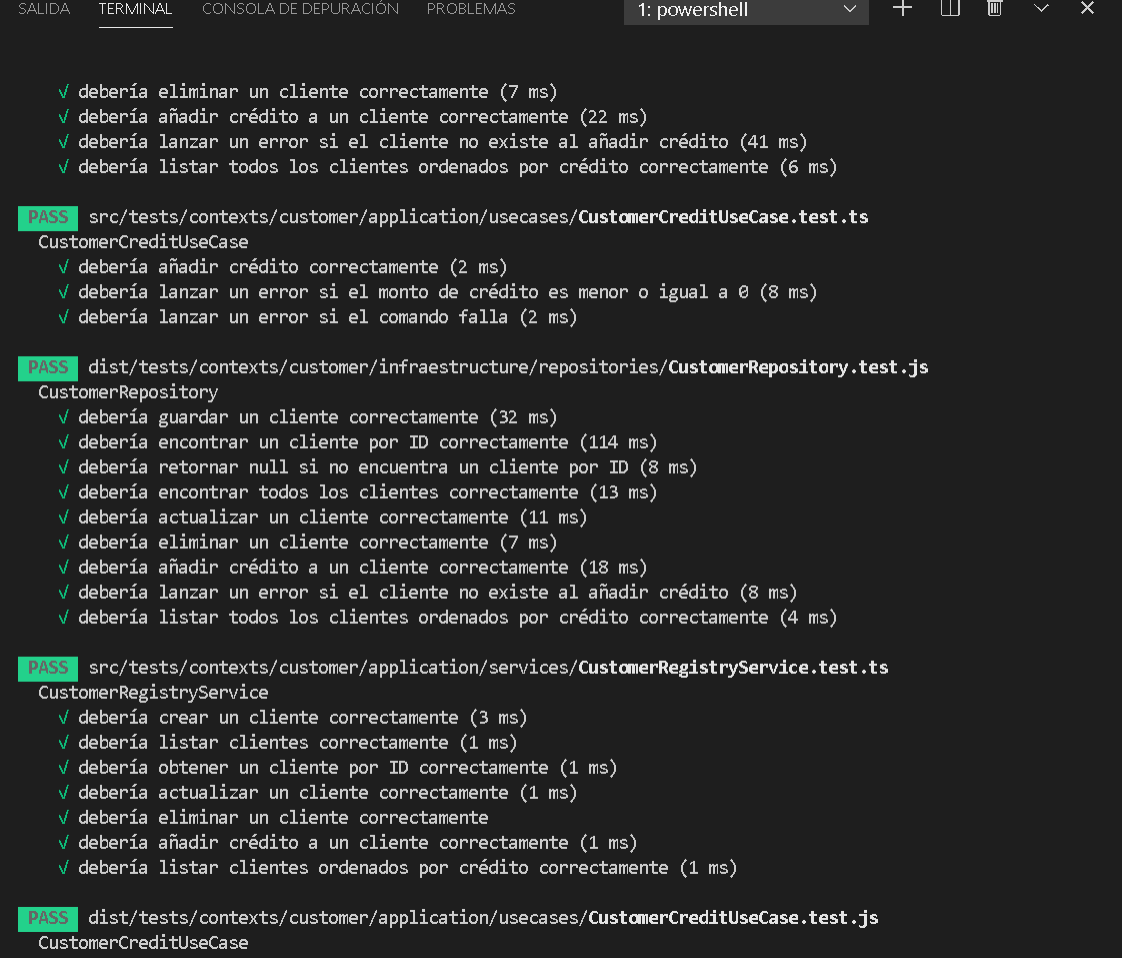 SALIDA TERMINAL CONSOLA DE DEPURACIÓN PROBLEMAS 1: powershell
√ debería eliminar un cliente correctamente (7 ms)
√ debería añadir crédito a un cliente correctamente (22 ms)
√ debería lanzar un error si el cliente no existe al añadir crédito (41 ms)
√ debería listar todos los clientes ordenados por crédito correctamente (6 ms)
PASS src/tests/contexts/customer/application/usecases/CustomerCreditUseCase.test.ts
CustomerCreditUseCase
√ debería añadir crédito correctamente (2 ms)
√ debería lanzar un error si el monto de crédito es menor o igual a 0 (8 ms)
√ debería lanzar un error si el comando falla (2 ms)
PASS dist/tests/contexts/customer/infraestructure/repositories/CustomerRepository.test.js
CustomerRepository
√ debería guardar un cliente correctamente (32 ms)
√ debería encontrar un cliente por ID correctamente (114 ms)
√ debería retornar null si no encuentra un cliente por ID (8 ms)
√ debería encontrar todos los clientes correctamente (13 ms)
√ debería actualizar un cliente correctamente (11 ms)
√ debería eliminar un cliente correctamente (7 ms)
√ debería añadir crédito a un cliente correctamente (18 ms)
√ debería lanzar un error si el cliente no existe al añadir crédito (8 ms)
√ debería listar todos los clientes ordenados por crédito correctamente (4 ms)
PASS src/tests/contexts/customer/application/services/CustomerRegistryService.test.ts
CustomerRegistryService
√ debería crear un cliente correctamente (3 ms)
√ debería listar clientes correctamente (1 ms)
√ debería obtener un cliente por ID correctamente (1 ms)
√ debería actualizar un cliente correctamente (1 ms)
√ debería eliminar un cliente correctamente
√ debería añadir crédito a un cliente correctamente (1 ms)
√ debería listar clientes ordenados por crédito correctamente (1 ms)
PASS dist/tests/contexts/customer/application/usecases/CustomerCreditUseCase.test.js
CustomerCreditUseCase